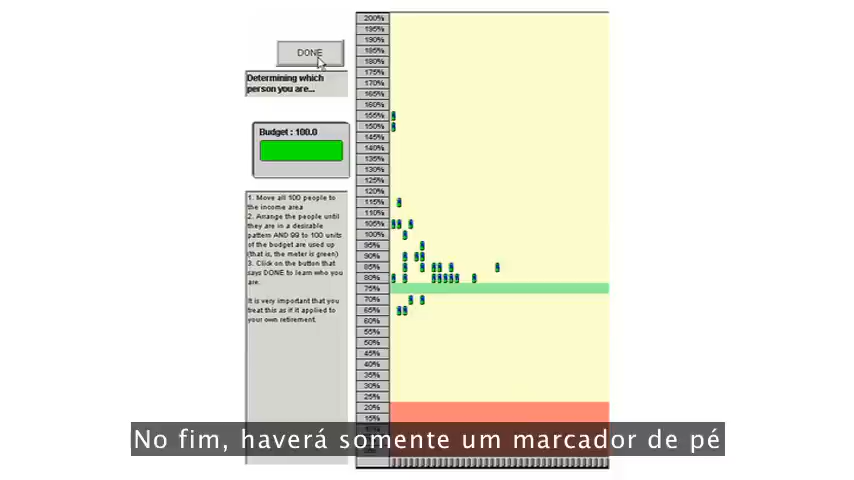 DONE
Determining which
person you are...
Budget : 100.0
1. Move all 100 people to
the income area
2. Arrange the people until
they are in a desirable
pattern AND 99 to 100 units
of the budget are used up
(that is, the meter is green)
3. Click on the button that
says DONE to learn who you
are.
It is very important that you
treat this as if it applied to
your own retirement.
200%
195%
190%
185%
180%
175%
170%
165%
160%
155%
150%
145%
140%
135%
130%
125%
120%
115%
110%
105%
100%
95%
90%
85%
80%
75%
70%
65%
60%
55%
50%
45%
40%
35%
30%
25%
20%
15%
No fim, haverá somente um marcador de pé